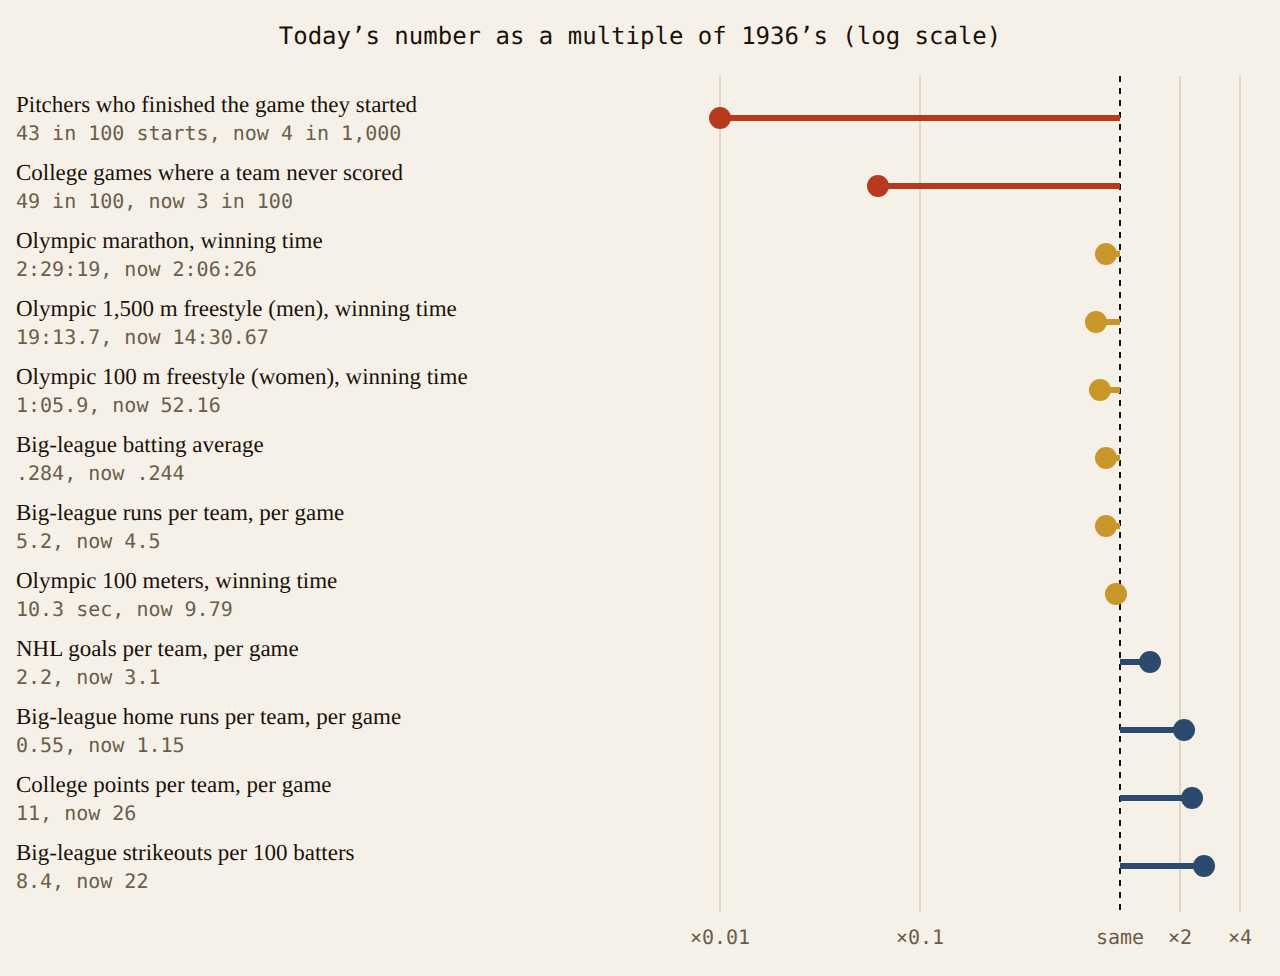 Today’s number as a multiple of 1936’s (log scale)
Pitchers who finished the game they started
43 in 100 starts, now 4 in 1,000
College games where a team never scored
49 in 100, now 3 in 100
Olympic marathon, winning time
2:29:19, now 2:06:26
Olympic 1,500 m freestyle (men), winning time
19:13.7, now 14:30.67
Olympic 100 m freestyle (women), winning time
1:05.9, now 52.16
Big-league batting average
.284, now .244
Big-league runs per team, per game
5.2, now 4.5
Olympic 100 meters, winning time
10.3 sec, now 9.79
NHL goals per team, per game
2.2, now 3.1
Big-league home runs per team, per game
0.55, now 1.15
College points per team, per game
11, now 26
Big-league strikeouts per 100 batters
8.4, now 22
×0.01 ×0.1 same ×2 ×4